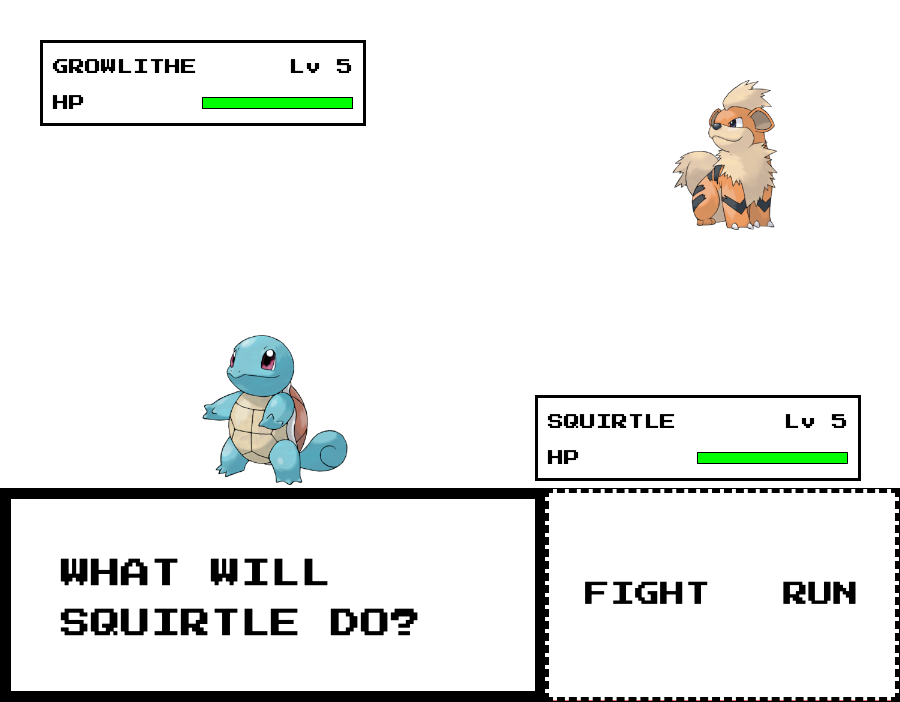 GROWLITHE Lv 5
HP
SQUIRTLE Lv 5
HP
WHAT WILL
SQUIRTLE DO?
FIGHT RUN